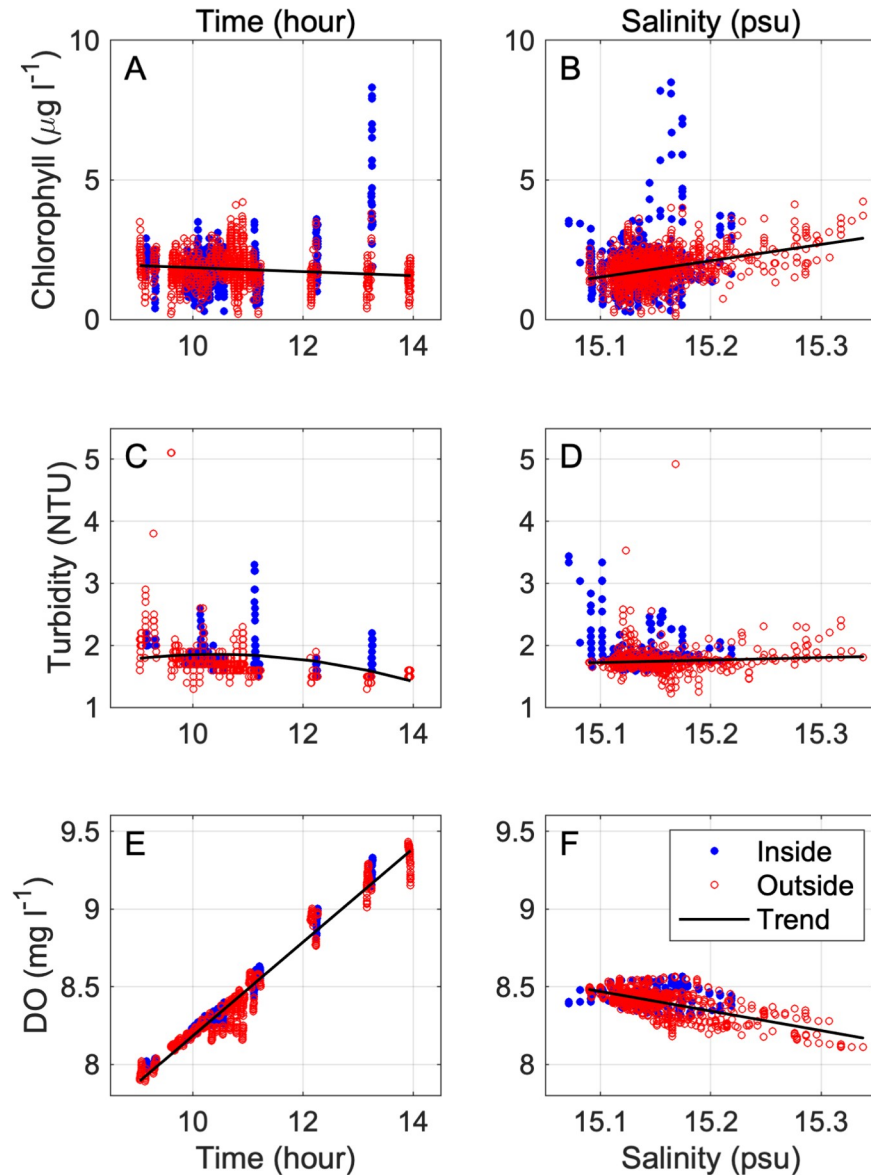 Time (hour) Salinity (psu)
A
B
10
5
0
Chlorophyll (μg l⁻¹)
10 12 14
10
5
0
15.1 15.2 15.3
C
D
5
4
3
2
1
Turbidity (NTU)
10 12 14
5
4
3
2
1
15.1 15.2 15.3
E
F
9.5
9
8.5
8
DO (mg l⁻¹)
10 12 14
Time (hour)
9.5
9
8.5
8
Inside
Outside
Trend
15.1 15.2 15.3
Salinity (psu)